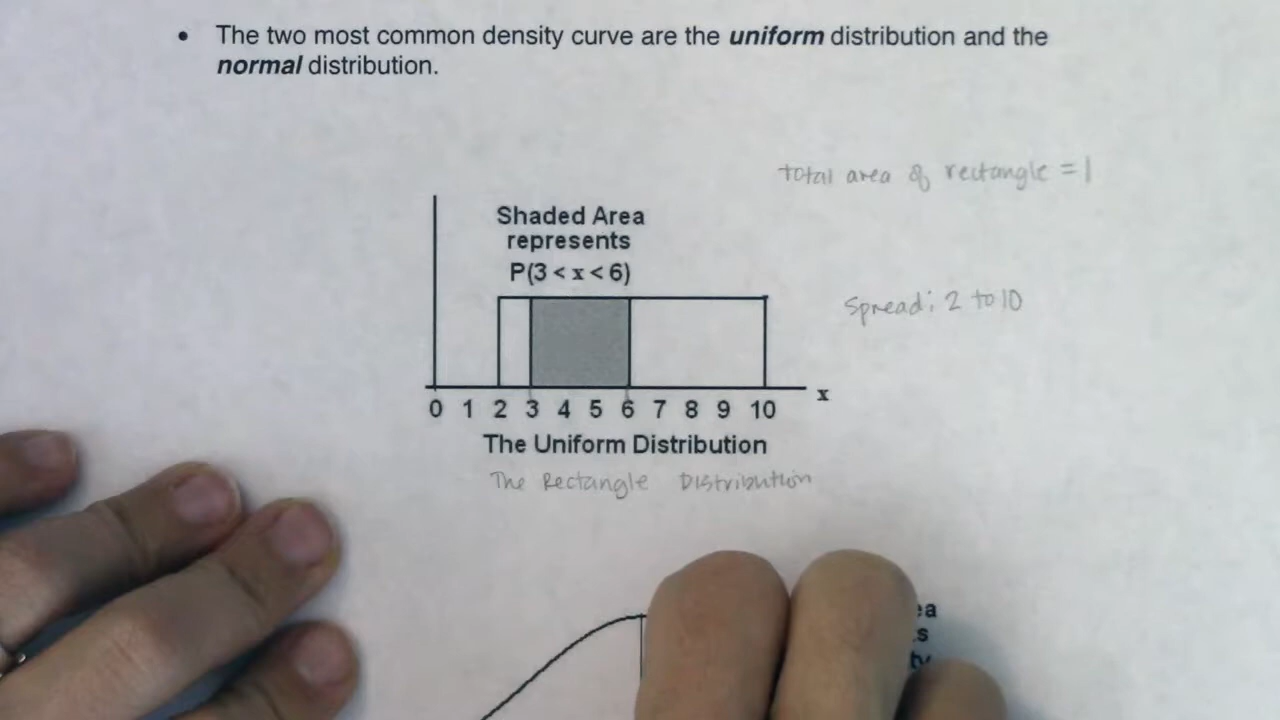 • The two most common density curve are the uniform distribution and the
normal distribution.
total area of rectangle = 1
Shaded Area
represents
P(3 < x < 6)
Spread: 2 to 10
x
0 1 2 3 4 5 6 7 8 9 10
The Uniform Distribution
The Rectangle Distribution